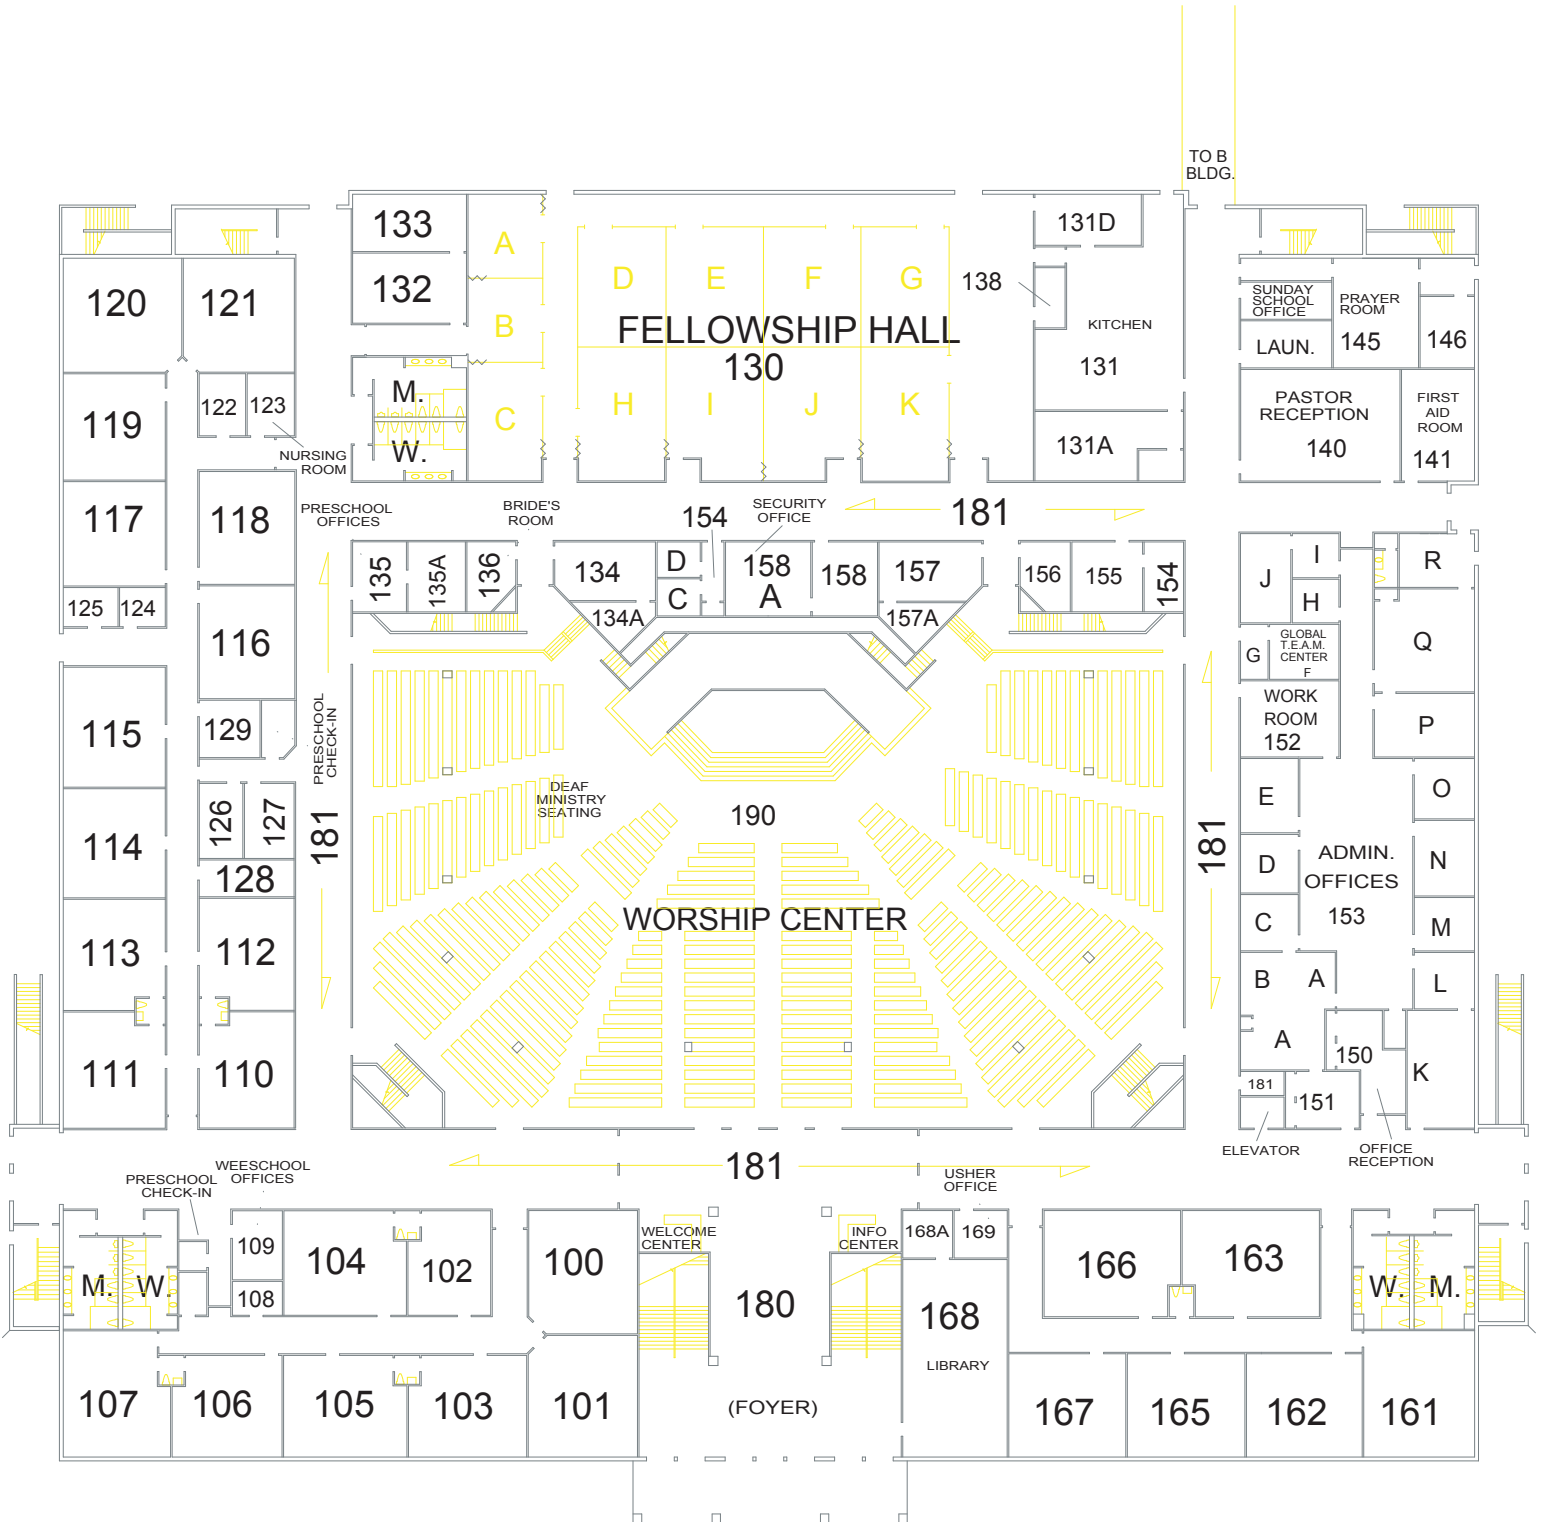 TO B
BLDG.
133
A
131D
120
121
132
D
E
F
G
138
SUNDAY
SCHOOL
OFFICE
PRAYER
ROOM
B
FELLOWSHIP HALL
KITCHEN
LAUN.
145
146
130
131
M.
122
123
119
C
H
I
J
K
PASTOR
RECEPTION
140
FIRST
AID
ROOM
141
W.
131A
NURSING
ROOM
117
118
PRESCHOOL
OFFICES
BRIDE'S
ROOM
154
SECURITY
OFFICE
181
135
135A
136
134
D
C
158
A
158
157
156
155
154
134A
157A
125
124
116
J
I
H
R
G
GLOBAL
T.E.A.M.
CENTER
F
Q
115
129
PRESCHOOL
CHECK-IN
181
WORK
ROOM
152
P
126
127
114
DEAF
MINISTRY
SEATING
190
181
E
O
128
D
ADMIN.
OFFICES
153
N
113
112
WORSHIP CENTER
C
M
B
A
L
A
150
111
110
K
181
151
ELEVATOR
OFFICE
RECEPTION
181
PRESCHOOL
CHECK-IN
WEESCHOOL
OFFICES
USHER
OFFICE
109
104
102
100
WELCOME
CENTER
INFO
CENTER
168A
169
166
163
M.
W.
108
180
168
W.
M.
LIBRARY
107
106
105
103
101
(FOYER)
167
165
162
161